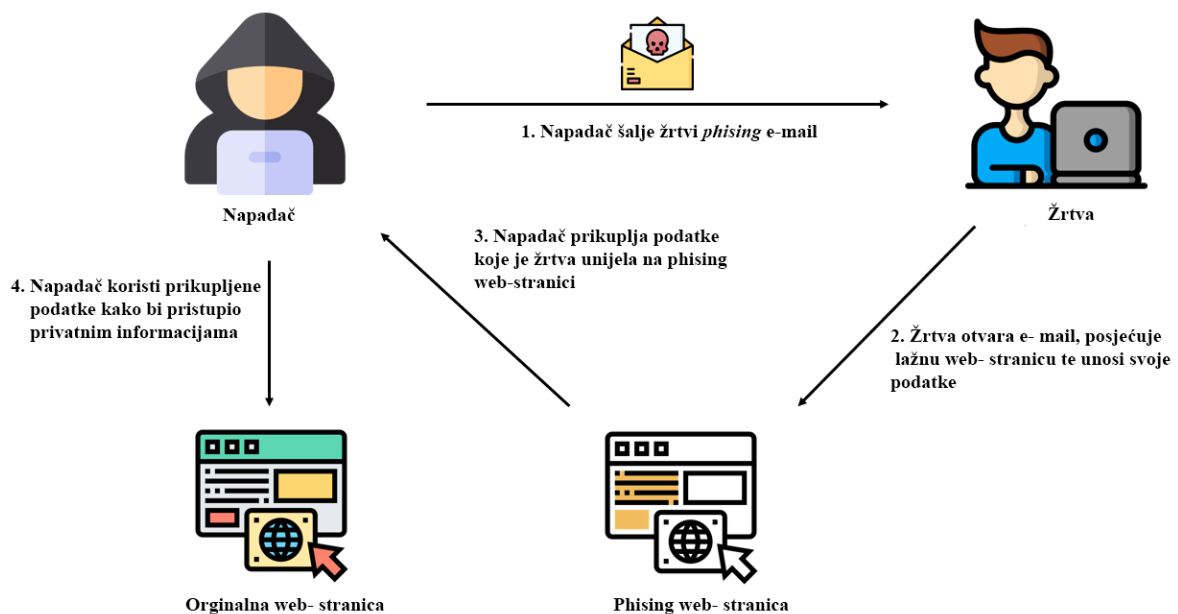 1. Napadač šalje žrtvi phising e-mail
Napadač
Žrtva
3. Napadač prikuplja podatke
koje je žrtva unijela na phising
web-stranici
4. Napadač koristi prikupljene
podatke kako bi pristupio
privatnim informacijama
2. Žrtva otvara e- mail, posjećuje
lažnu web- stranicu te unosi svoje
podatke
Orginalna web- stranica
Phising web- stranica